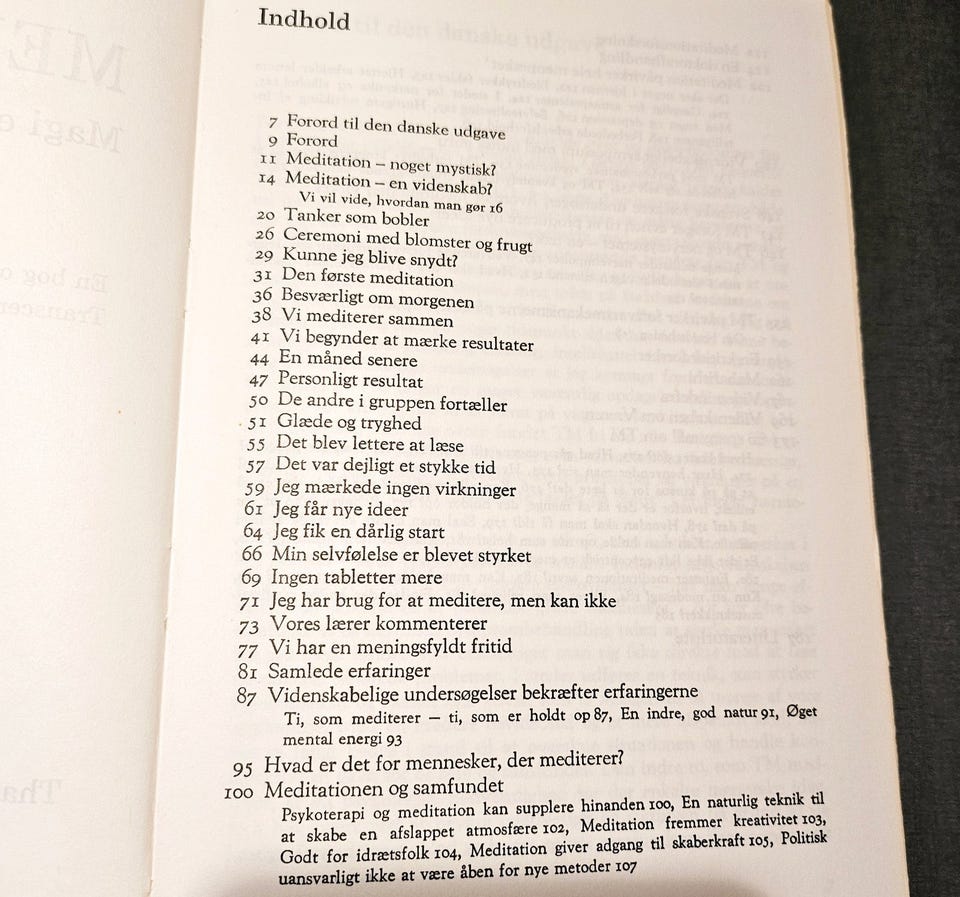 Indhold
7 Forord til den danske udgave
9 Forord
11 Meditation – noget mystisk?
14 Meditation – en videnskab?
Vi vil vide, hvordan man gør 16
20 Tanker som bobler
26 Ceremoni med blomster og frugt
29 Kunne jeg blive snydt?
31 Den første meditation
36 Besværligt om morgenen
38 Vi mediterer sammen
41 Vi begynder at mærke resultater
44 En måned senere
47 Personligt resultat
50 De andre i gruppen fortæller
51 Glæde og tryghed
55 Det blev lettere at læse
57 Det var dejligt et stykke tid
59 Jeg mærkede ingen virkninger
61 Jeg får nye ideer
64 Jeg fik en dårlig start
66 Min selvfølelse er blevet styrket
69 Ingen tabletter mere
71 Jeg har brug for at meditere, men kan ikke
73 Vores lærer kommenterer
77 Vi har en meningsfyldt fritid
81 Samlede erfaringer
87 Videnskabelige undersøgelser bekræfter erfaringerne
Ti, som mediterer – ti, som er holdt op 87, En indre, god natur 91, Øget
mental energi 93
95 Hvad er det for mennesker, der mediterer?
100 Meditationen og samfundet
Psykoterapi og meditation kan supplere hinanden 100, En naturlig teknik til
at skabe en afslappet atmosfære 102, Meditation fremmer kreativitet 103,
Godt for idrætsfolk 104, Meditation giver adgang til skaberkraft 105, Politisk
uansvarligt ikke at være åben for nye metoder 107